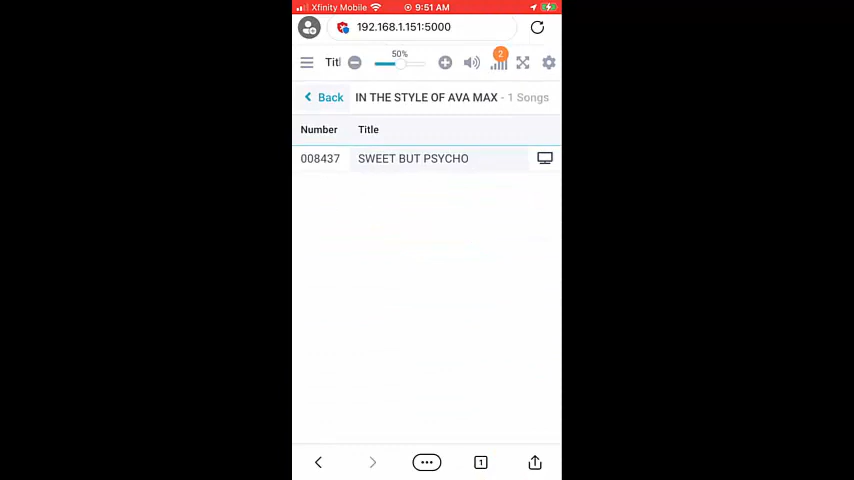 Xfinity Mobile 9:51 AM
192.168.1.151:5000
50%
2
Back IN THE STYLE OF AVA MAX - 1 Songs
Number Title
008437 SWEET BUT PSYCHO
1